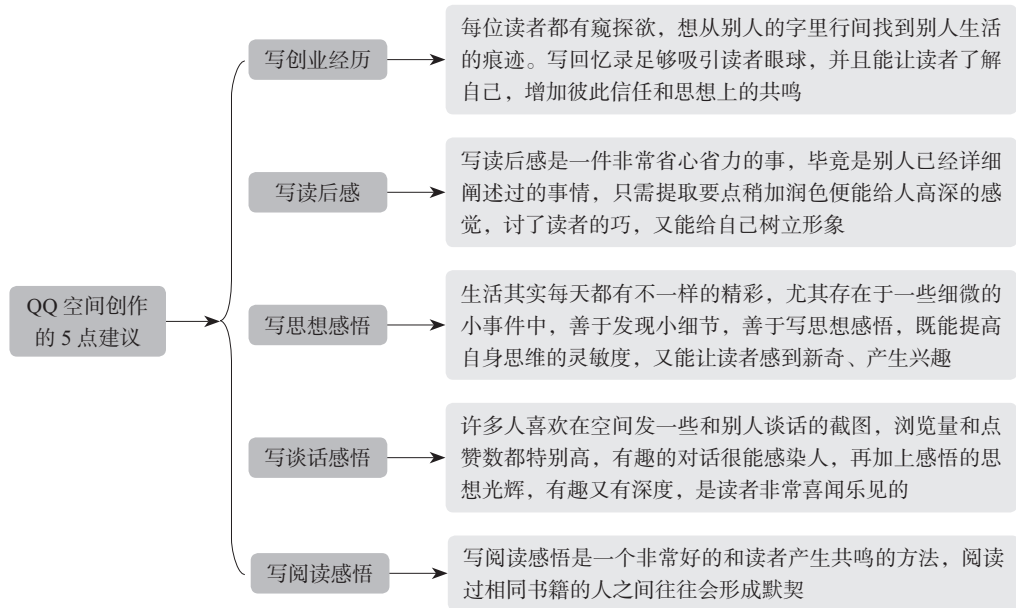 写创业经历
每位读者都有窥探欲，想从别人的字里行间找到别人生活
的痕迹。写回忆录足够吸引读者眼球，并且能让读者了解
自己，增加彼此信任和思想上的共鸣
写读后感
写读后感是一件非常省心省力的事，毕竟是别人已经详细
阐述过的事情，只需提取要点稍加润色便能给人高深的感
觉，讨了读者的巧，又能给自己树立形象
QQ 空间创作
的 5 点建议
写思想感悟
生活其实每天都有不一样的精彩，尤其存在于一些细微的
小事件中，善于发现小细节，善于写思想感悟，既能提高
自身思维的灵敏度，又能让读者感到新奇、产生兴趣
写谈话感悟
许多人喜欢在空间发一些和别人谈话的截图，浏览量和点
赞数都特别高，有趣的对话很能感染人，再加上感悟的思
想光辉，有趣又有深度，是读者非常喜闻乐见的
写阅读感悟
写阅读感悟是一个非常好的和读者产生共鸣的方法，阅读
过相同书籍的人之间往往会形成默契